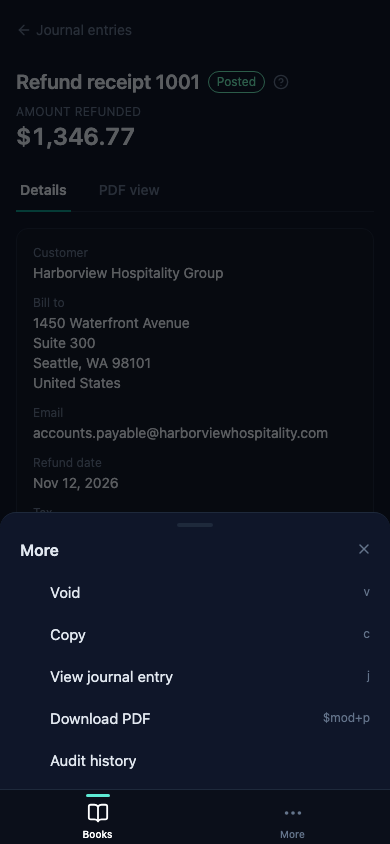 Journal entries
Refund receipt 1001 Posted
AMOUNT REFUNDED
$1,346.77
Details PDF view
Customer
Harborview Hospitality Group
Bill to
1450 Waterfront Avenue
Suite 300
Seattle, WA 98101
United States
Email
accounts.payable@harborviewhospitality.com
Refund date
Nov 12, 2026
More
Void v
Copy c
View journal entry j
Download PDF $mod+p
Audit history
Books More